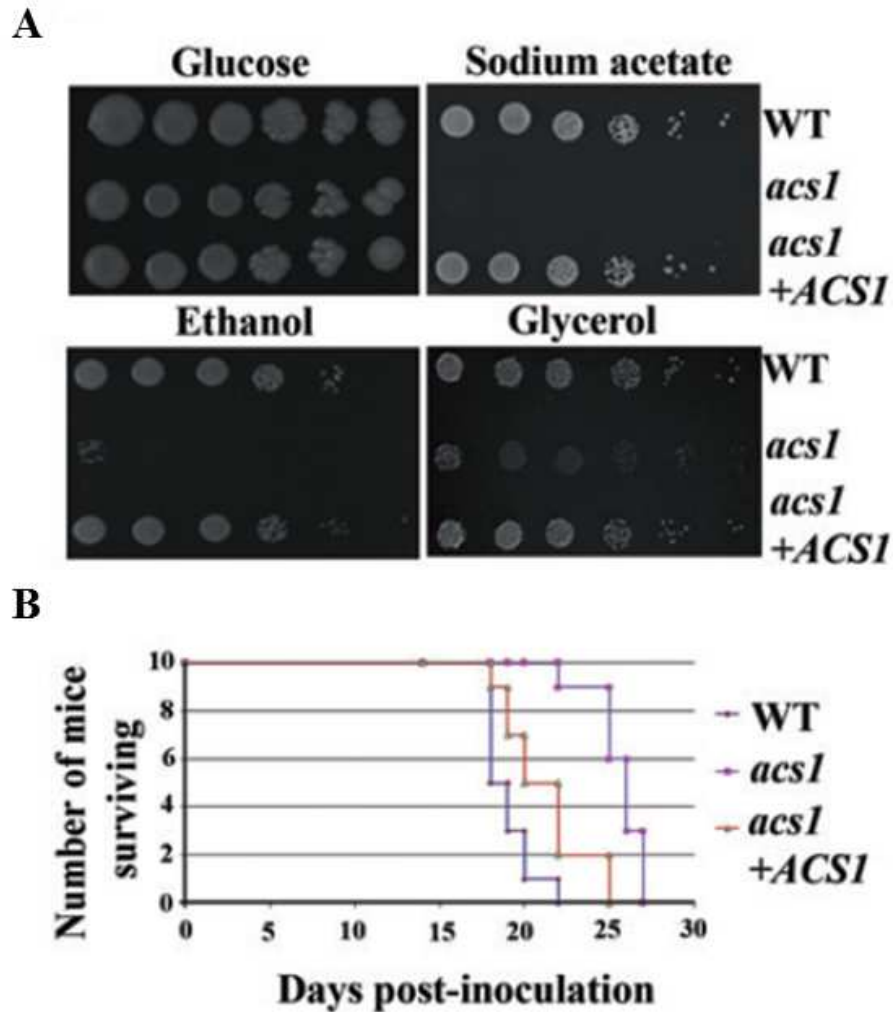 A
Glucose Sodium acetate
WT
acs1
acs1
+ACS1
Ethanol Glycerol
WT
acs1
acs1
+ACS1
B
Number of mice
surviving
10
8
6
4
2
0
0 5 10 15 20 25 30
Days post-inoculation
WT
acs1
acs1
+ACS1